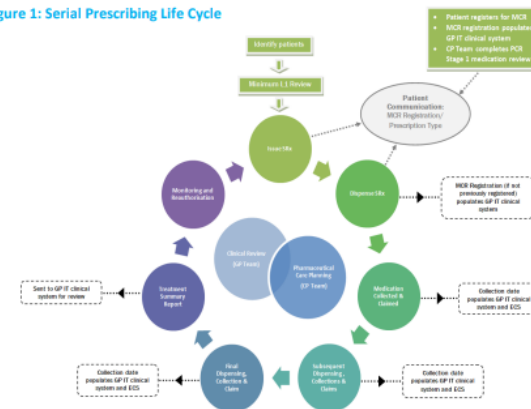 gure 1: Serial Prescribing Life Cycle
Patient registers for MCR
MCR registration populates
GP IT clinical system
CP Team completes PCR
Stage 1 medication review
Identify patients
Minimum L1 Review
Patient
Communication:
MCR Registration/
Prescription Type
Issue SRx
Dispense SRx
MCR Registration (if not
previously registered)
populates GP IT clinical
system
Monitoring and
Reauthorisation
Clinical Review
(GP Team)
Pharmaceutical
Care Planning
(CP Team)
Sent to GP IT clinical
system for review
Treatment
Summary
Report
Medication
Collected &
Claimed
Collection date
populates GP IT clinical
system and ECS
Collection date
populates GP IT clinical
system and ECS
Final
Dispensing,
Collection &
Claim
Subsequent
Dispensing,
Collections &
Claims
Collection date
populates GP IT clinical
system and ECS